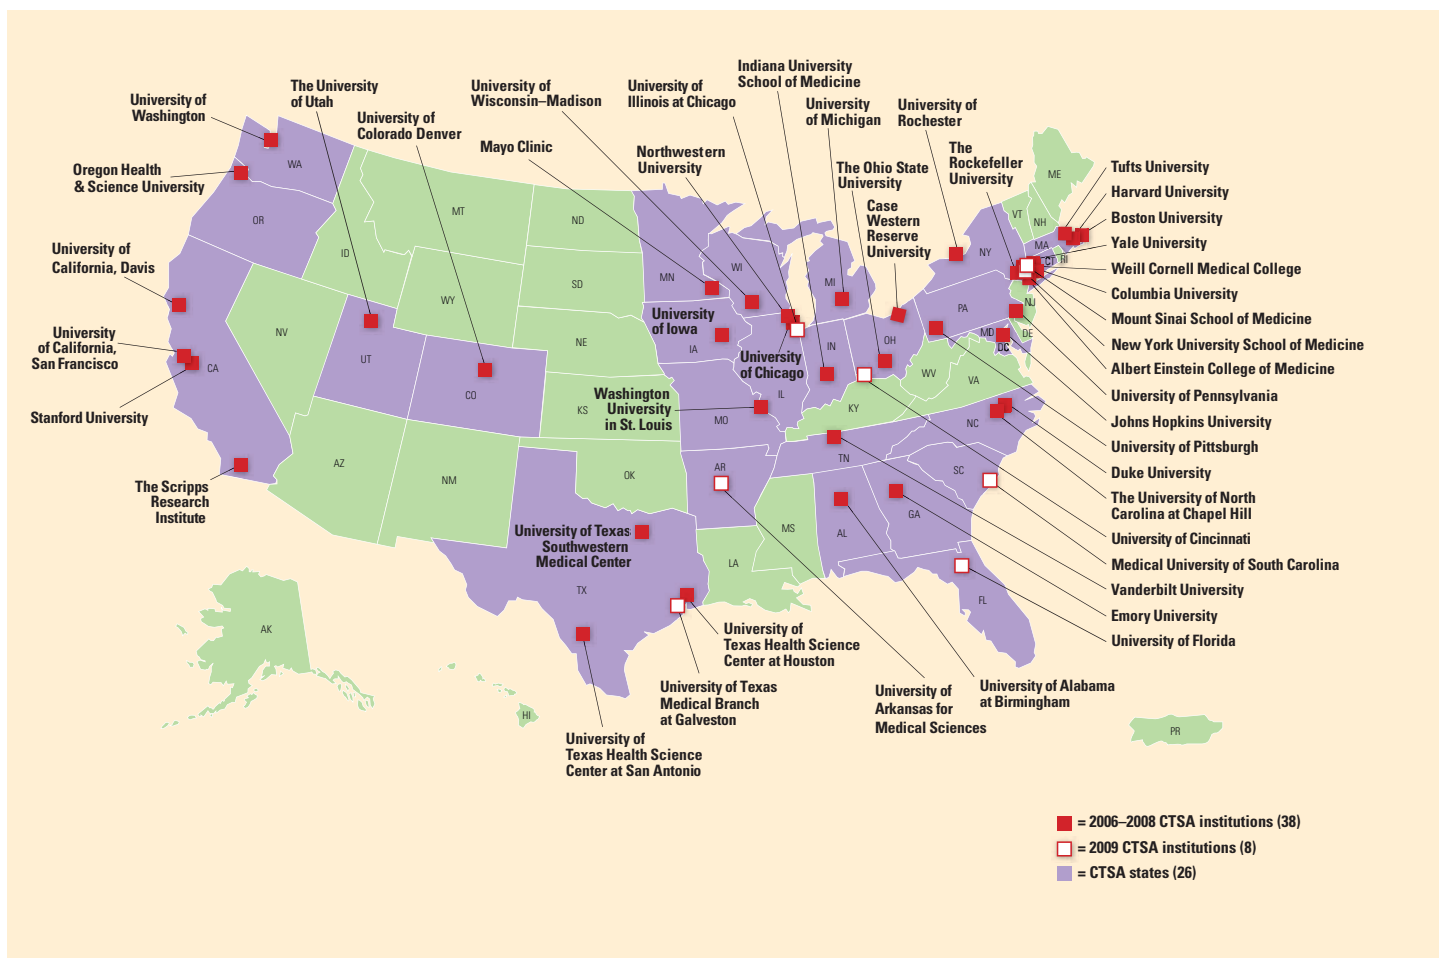 Indiana University
School of Medicine
The University
of Utah
University of
Wisconsin–Madison
University of
Illinois at Chicago
University
of Michigan
University of
Rochester
University of
Washington
University of
Colorado Denver
Mayo Clinic
Northwestern
University
The Ohio State
University
The
Rockefeller
University
Case
Western
Reserve
University
Oregon Health
& Science University
University of
California, Davis
University
of California,
San Francisco
Stanford University
The Scripps
Research
Institute
University
of Iowa
University
of Chicago
Washington
University
in St. Louis
University of Texas
Southwestern
Medical Center
University of
Texas Health Science
Center at Houston
University of Texas
Medical Branch
at Galveston
University of
Texas Health Science
Center at San Antonio
University of
Arkansas for
Medical Sciences
University of Alabama
at Birmingham
Tufts University
Harvard University
Boston University
Yale University
Weill Cornell Medical College
Columbia University
Mount Sinai School of Medicine
New York University School of Medicine
Albert Einstein College of Medicine
University of Pennsylvania
Johns Hopkins University
University of Pittsburgh
Duke University
The University of North
Carolina at Chapel Hill
University of Cincinnati
Medical University of South Carolina
Vanderbilt University
Emory University
University of Florida
WA
OR
CA
ID
NV
MT
WY
UT
AZ
CO
NM
ND
SD
NE
KS
OK
TX
MN
IA
MO
AR
LA
WI
IL
MS
MI
IN
KY
TN
AL
OH
WV
VA
NC
SC
GA
FL
PA
NY
VT
NH
ME
MA
CT
RI
NJ
DE
MD
DC
AK
HI
PR
= 2006–2008 CTSA institutions (38)
= 2009 CTSA institutions (8)
= CTSA states (26)